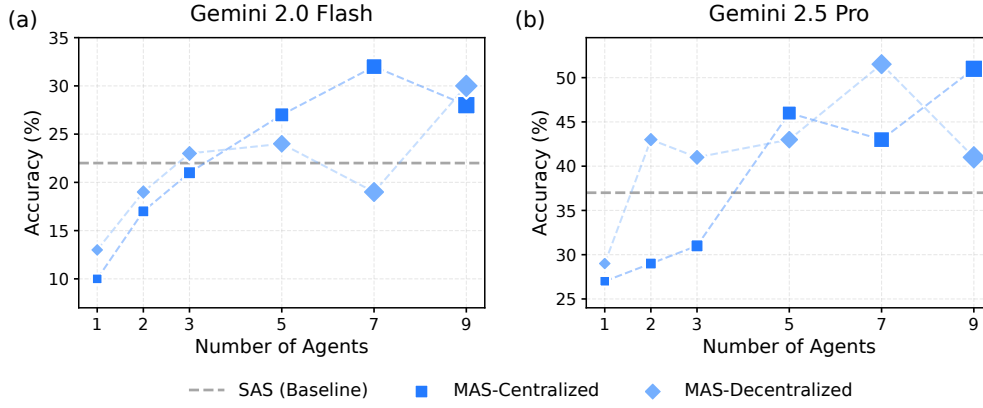 (a) Gemini 2.0 Flash
35
30
25
20
15
10
Accuracy (%)
1 2 3 5 7 9
Number of Agents
(b) Gemini 2.5 Pro
50
45
40
35
30
25
Accuracy (%)
1 2 3 5 7 9
Number of Agents
SAS (Baseline) MAS-Centralized MAS-Decentralized